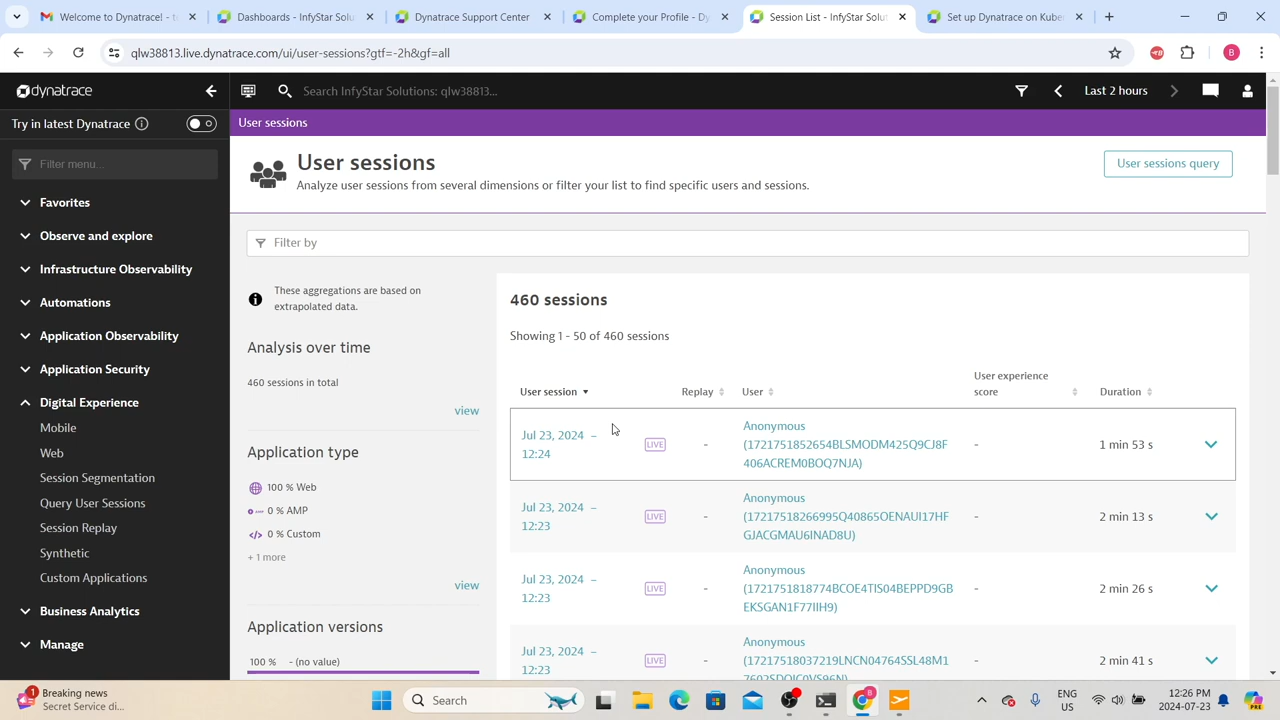 Welcome to Dynatrace! - t
Dashboards - InfyStar Solu
Dynatrace Support Center
Complete your Profile - Dy
Session List - InfyStar Solut
Set up Dynatrace on Kube
qlw38813.live.dynatrace.com/ui/user-sessions?gtf=-2h&gf=all
B
dynatrace
Search InfyStar Solutions: qlw38813...
Last 2 hours
Try in latest Dynatrace
User sessions
Filter menu...
User sessions
Analyze user sessions from several dimensions or filter your list to find specific users and sessions.
User sessions query
Favorites
Observe and explore
Infrastructure Observability
Automations
Application Observability
Application Security
Digital Experience
Mobile
Web
Session Segmentation
Query User Sessions
Session Replay
Synthetic
Custom Applications
Business Analytics
Manage
Filter by
These aggregations are based on
extrapolated data.
Analysis over time
460 sessions in total
view
Application type
100 % Web
0 % AMP
0 % Custom
+ 1 more
view
Application versions
100 % - (no value)
460 sessions
Showing 1 - 50 of 460 sessions
User session
Replay
User
User experience
score
Duration
Jul 23, 2024 –
12:24
LIVE
-
Anonymous
(1721751852654BLSMODM425Q9CJ8F
406ACREM0BOQ7NJA)
-
1 min 53 s
Jul 23, 2024 –
12:23
LIVE
-
Anonymous
(17217518266995Q40865OENAUI17HF
GJACGMAU6INAD8U)
-
2 min 13 s
Jul 23, 2024 –
12:23
LIVE
-
Anonymous
(1721751818774BCOE4TIS04BEPPD9GB
EKSGAN1F77IIH9)
-
2 min 26 s
Jul 23, 2024 –
12:23
LIVE
-
Anonymous
(17217518037219LNCN04764SSL48M1
-
2 min 41 s
1
Breaking news
Secret Service di...
Search
ENG
US
12:26 PM
2024-07-23
PRE